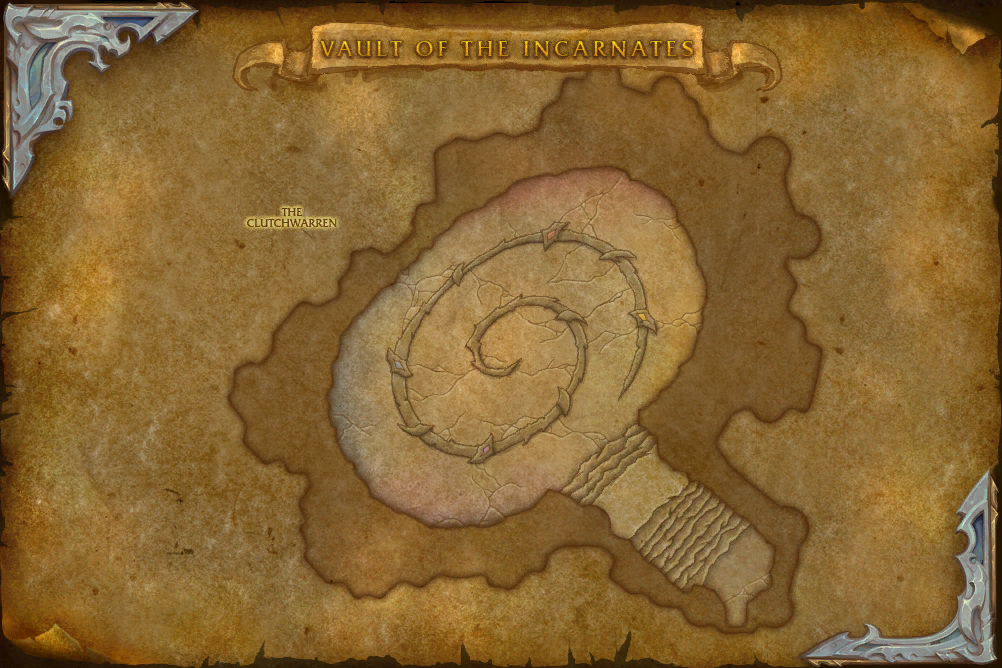 VAULT OF THE INCARNATES
THE
CLUTCHWARREN